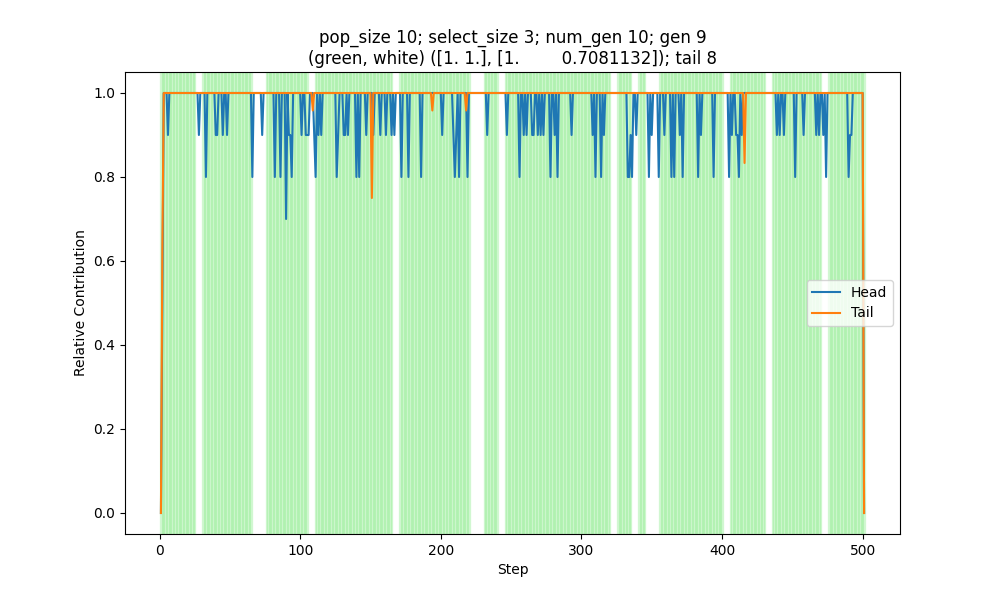 pop_size 10; select_size 3; num_gen 10; gen 9
(green, white) ([1. 1.], [1.         0.7081132]); tail 8
1.0
0.8
0.6
0.4
0.2
0.0
Relative Contribution
Head
Tail
0
100
200
300
400
500
Step